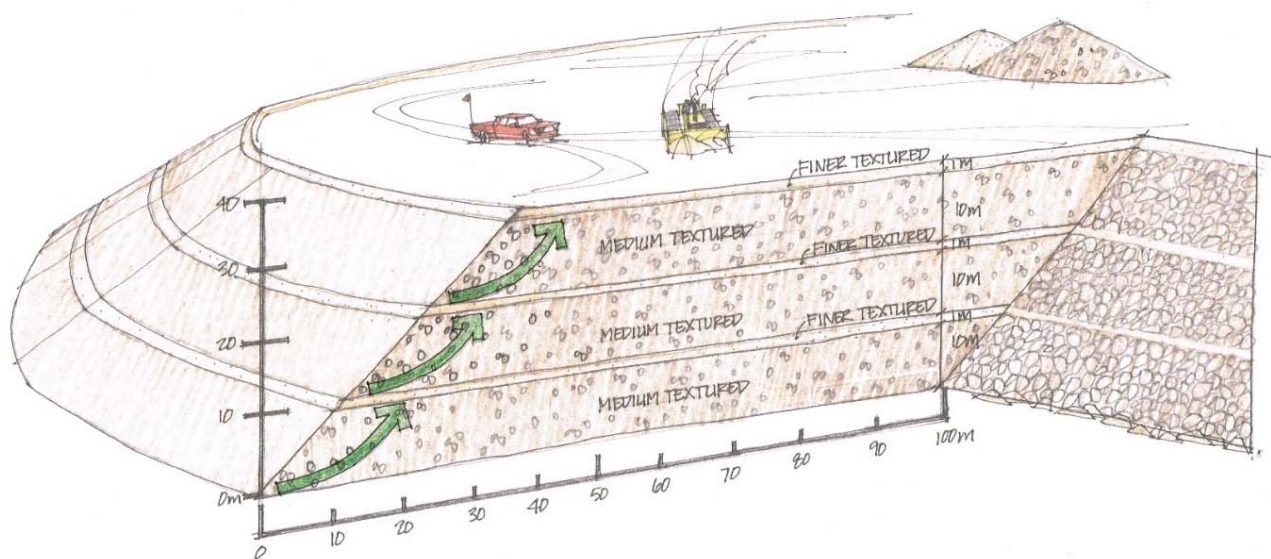 FINER TEXTURED
1M
40
10M
MEDIUM TEXTURED
FINER TEXTURED
1M
30
10M
MEDIUM TEXTURED
FINER TEXTURED
1M
20
10M
MEDIUM TEXTURED
10
0m
0
10
20
30
40
50
60
70
80
90
100m